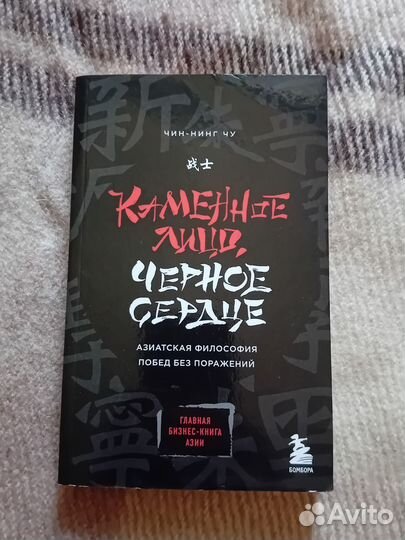 ЧИН-НИНГ ЧУ
战士
КАМЕННОЕ
ЛИЦО,
ЧЕРНОЕ
СЕРДЦЕ
АЗИАТСКАЯ ФИЛОСОФИЯ
ПОБЕД БЕЗ ПОРАЖЕНИЙ
ГЛАВНАЯ
БИЗНЕС-КНИГА
АЗИИ
БОМБОРА
Avito